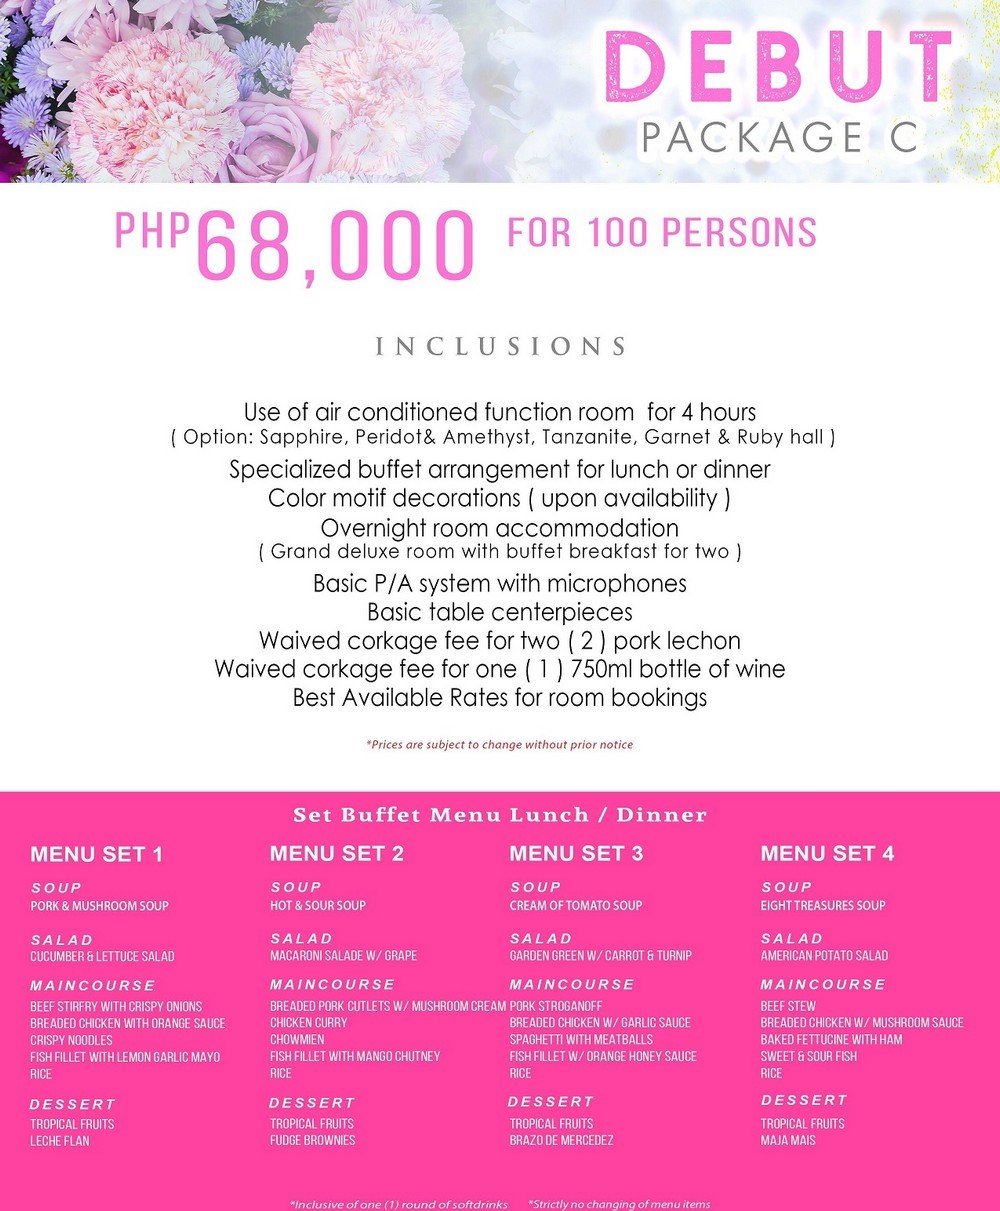 DEBUT
PACKAGE C
PHP68,000 FOR 100 PERSONS
INCLUSIONS
Use of air conditioned function room for 4 hours
( Option: Sapphire, Peridot& Amethyst, Tanzanite, Garnet & Ruby hall )
Specialized buffet arrangement for lunch or dinner
Color motif decorations ( upon availability )
Overnight room accommodation
( Grand deluxe room with buffet breakfast for two )
Basic P/A system with microphones
Basic table centerpieces
Waived corkage fee for two ( 2 ) pork lechon
Waived corkage fee for one ( 1 ) 750ml bottle of wine
Best Available Rates for room bookings
*Prices are subject to change without prior notice
Set Buffet Menu Lunch / Dinner
MENU SET 1
SOUP
PORK & MUSHROOM SOUP
SALAD
CUCUMBER & LETTUCE SALAD
MAINCOURSE
BEEF STIRFRY WITH CRISPY ONIONS
BREADED CHICKEN WITH ORANGE SAUCE
CRISPY NOODLES
FISH FILLET WITH LEMON GARLIC MAYO
RICE
DESSERT
TROPICAL FRUITS
LECHE FLAN
MENU SET 2
SOUP
HOT & SOUR SOUP
SALAD
MACARONI SALADE W/ GRAPE
MAINCOURSE
BREADED PORK CUTLETS W/ MUSHROOM CREAM
CHICKEN CURRY
CHOWMIEN
FISH FILLET WITH MANGO CHUTNEY
RICE
DESSERT
TROPICAL FRUITS
FUDGE BROWNIES
MENU SET 3
SOUP
CREAM OF TOMATO SOUP
SALAD
GARDEN GREEN W/ CARROT & TURNIP
MAINCOURSE
PORK STROGANOFF
BREADED CHICKEN W/ GARLIC SAUCE
SPAGHETTI WITH MEATBALLS
FISH FILLET W/ ORANGE HONEY SAUCE
RICE
DESSERT
TROPICAL FRUITS
BRAZO DE MERCEDEZ
MENU SET 4
SOUP
EIGHT TREASURES SOUP
SALAD
AMERICAN POTATO SALAD
MAINCOURSE
BEEF STEW
BREADED CHICKEN W/ MUSHROOM SAUCE
BAKED FETTUCINE WITH HAM
SWEET & SOUR FISH
RICE
DESSERT
TROPICAL FRUITS
MAJA MAIS
*Inclusive of one (1) round of softdrinks *Strictly no changing of menu items